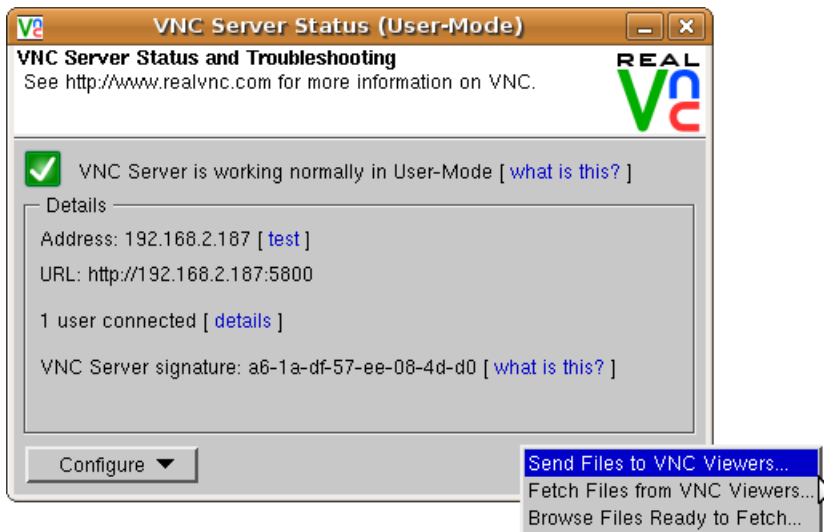 VNC Server Status (User-Mode)
VNC Server Status and Troubleshooting
See http://www.realvnc.com for more information on VNC.
REAL
VNC
VNC Server is working normally in User-Mode [ what is this? ]
Details
Address: 192.168.2.187 [ test ]
URL: http://192.168.2.187:5800
1 user connected [ details ]
VNC Server signature: a6-1a-df-57-ee-08-4d-d0 [ what is this? ]
Configure
Send Files to VNC Viewers...
Fetch Files from VNC Viewers...
Browse Files Ready to Fetch...